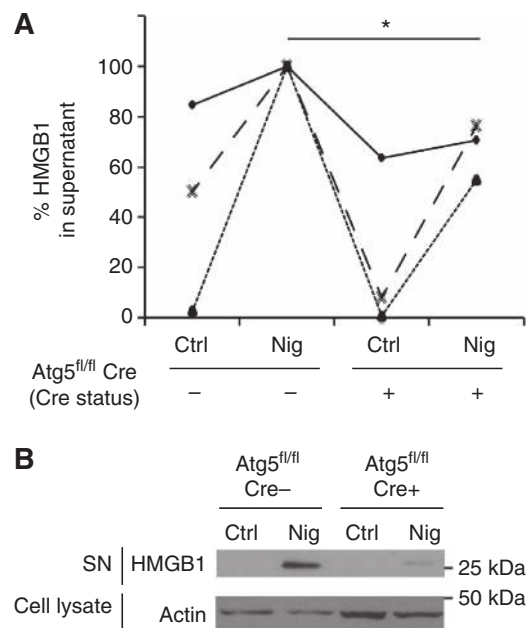 A
*
% HMGB1
in supernatant
100
80
60
40
20
0
Ctrl Nig Ctrl Nig
Atg5fl/fl Cre
(Cre status)
– – + +
B
Atg5fl/fl
Cre–
Atg5fl/fl
Cre+
Ctrl Nig Ctrl Nig
SN HMGB1 25 kDa
50 kDa
Cell lysate Actin